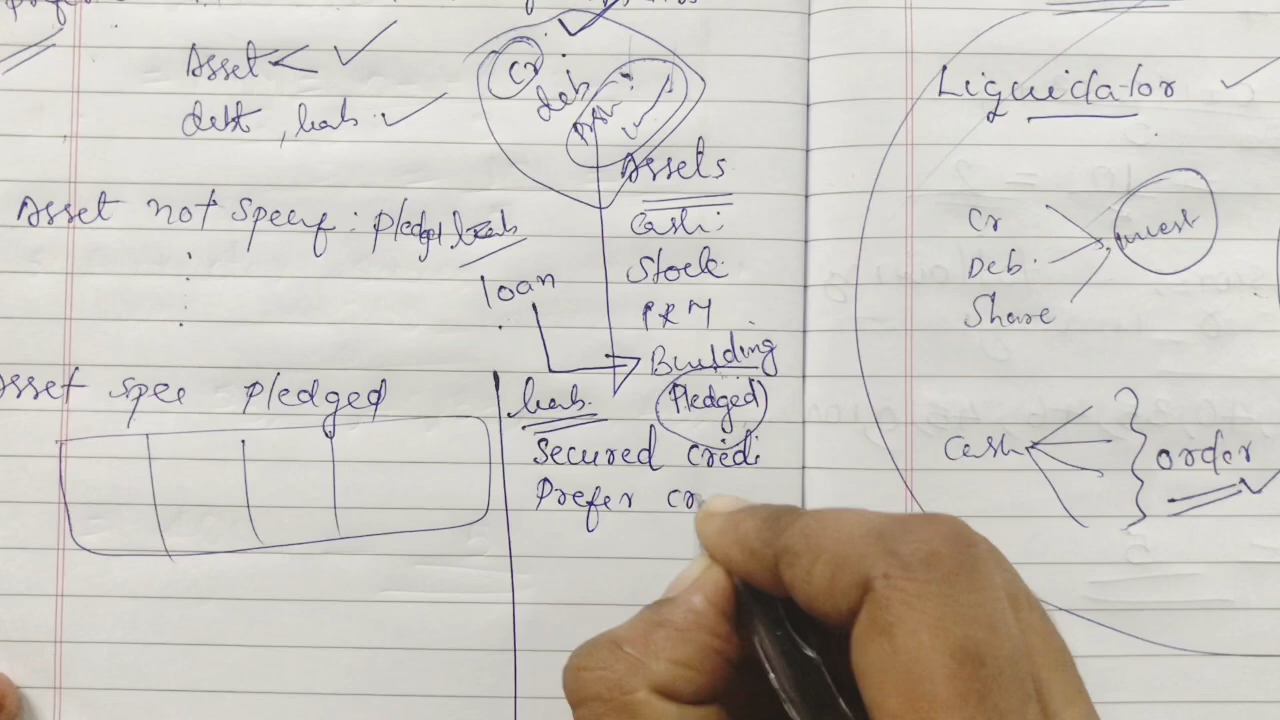 Asset <
debt, liab.
Cr
deb
Assets
Asset not specif: pledged liab
Cash:
Stock
loan
P & M
Building
Asset spec pledged
liab.
Pledged
Secured credi
Prefer cr
Liquidator
Cr
Deb.
Share
invest
Cash
order